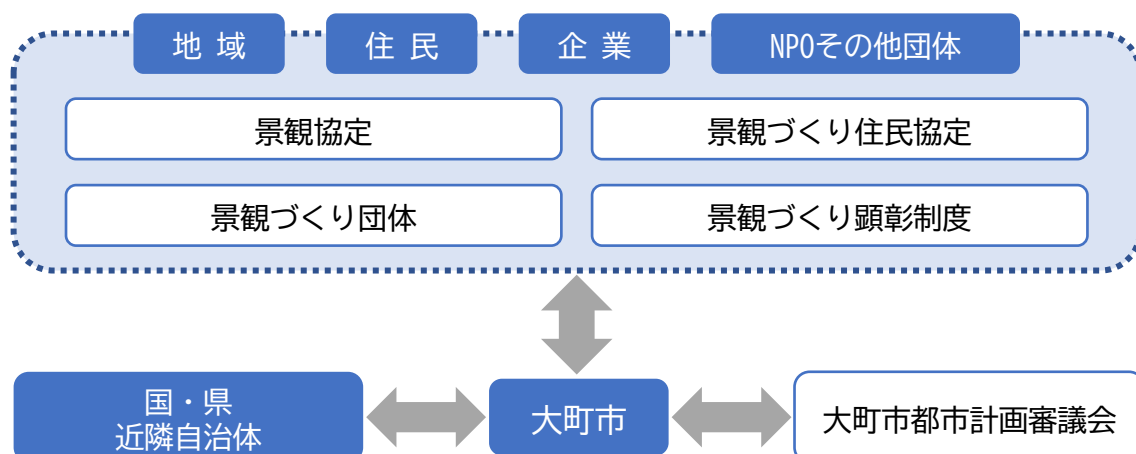 地 域
住 民
企 業
NPOその他団体
景観協定
景観づくり住民協定
景観づくり団体
景観づくり顕彰制度
国・県
近隣自治体
大町市
大町市都市計画審議会